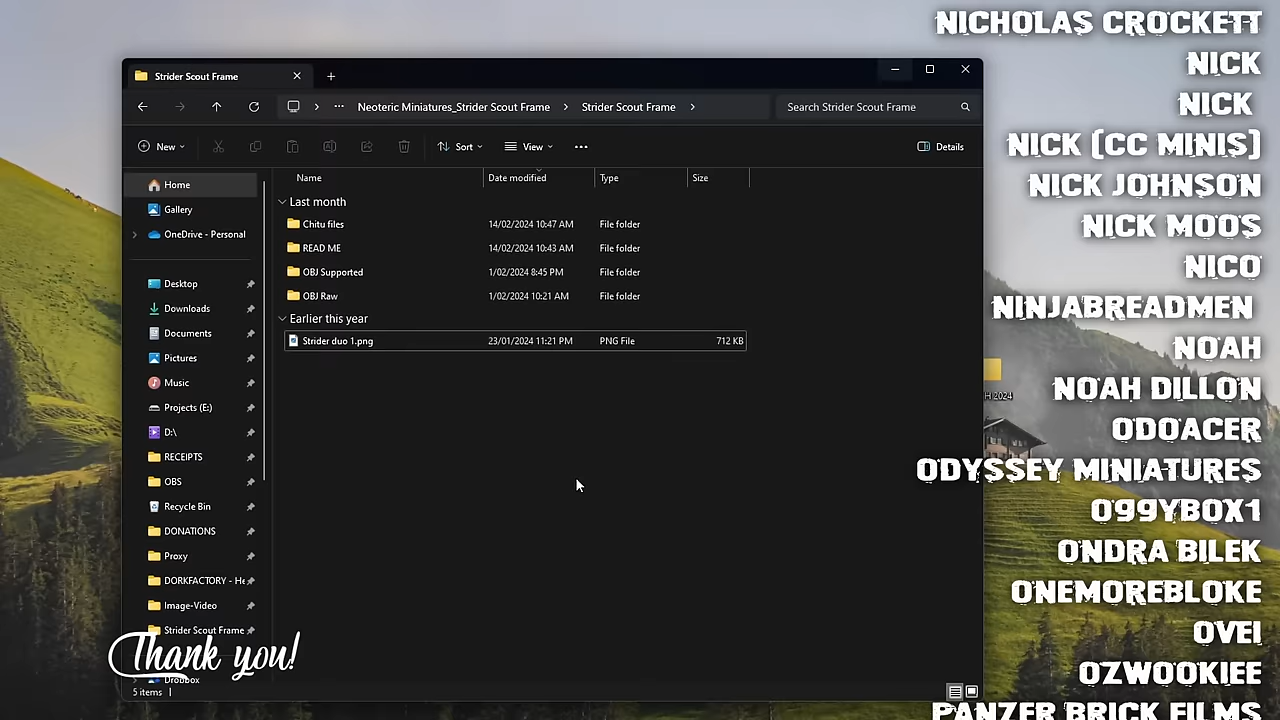 Strider Scout Frame
Neoteric Miniatures_Strider Scout Frame
Strider Scout Frame
Search Strider Scout Frame
New
Sort
View
Details
Home
Gallery
OneDrive - Personal
Desktop
Downloads
Documents
Pictures
Music
Projects (E:)
D:\
RECEIPTS
OBS
Recycle Bin
DONATIONS
Proxy
DORKFACTORY - He
Image-Video
Strider Scout Frame
Dropbox
5 items
Name Date modified Type Size
Last month
Chitu files 14/02/2024 10:47 AM File folder
READ ME 14/02/2024 10:43 AM File folder
OBJ Supported 1/02/2024 8:45 PM File folder
OBJ Raw 1/02/2024 10:21 AM File folder
Earlier this year
Strider duo 1.png 23/01/2024 11:21 PM PNG File 712 KB
Thank you!
NICHOLAS CROCKETT
NICK
NICK
NICK (CC MINIS)
NICK JOHNSON
NICK MOOS
NICO
NINJABREADMEN
NOAH
NOAH DILLON
ODOACER
ODYSSEY MINIATURES
OGGYBOX1
ONDRA BILEK
ONEMOREBLOKE
OVEI
OZWOOKIEE
PANZER BRICK FILMS
2024